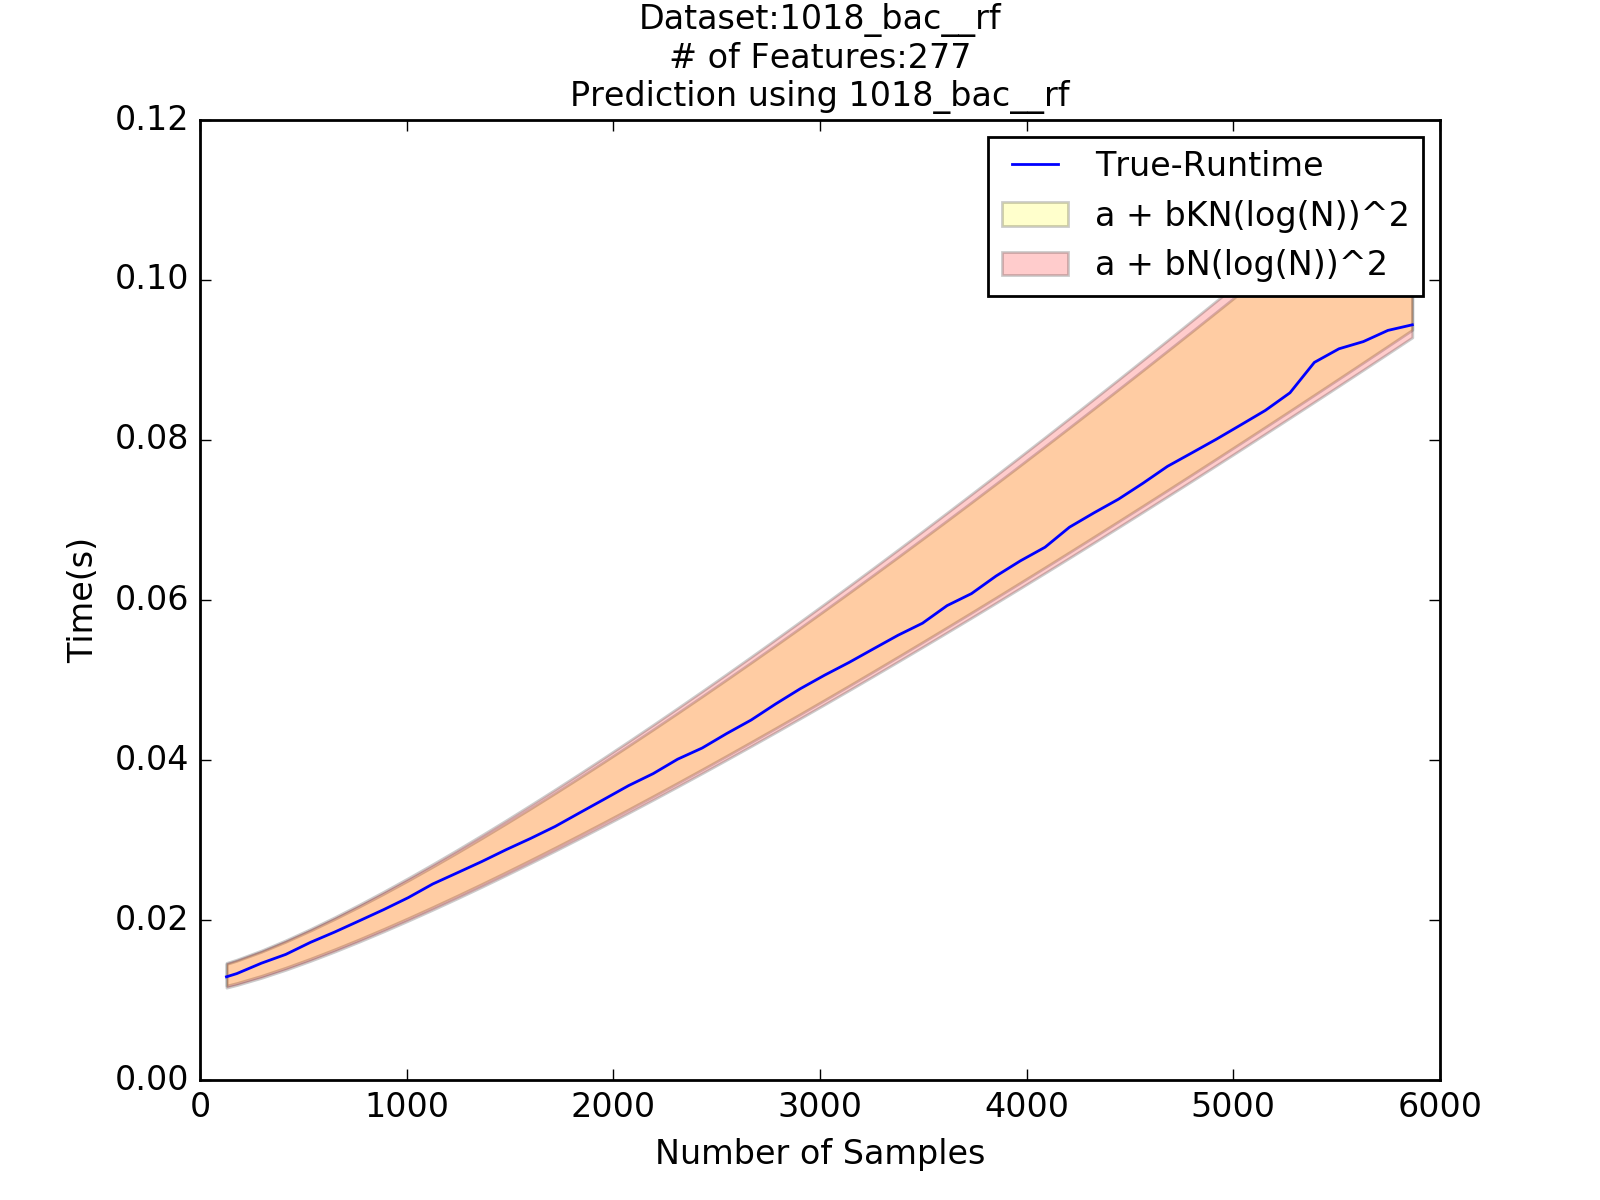 Dataset:1018_bac__rf
# of Features:277
Prediction using 1018_bac__rf
0.12
0.10
0.08
0.06
0.04
0.02
0.00
Time(s)
True-Runtime
a + bKN(log(N))^2
a + bN(log(N))^2
0 1000 2000 3000 4000 5000 6000
Number of Samples